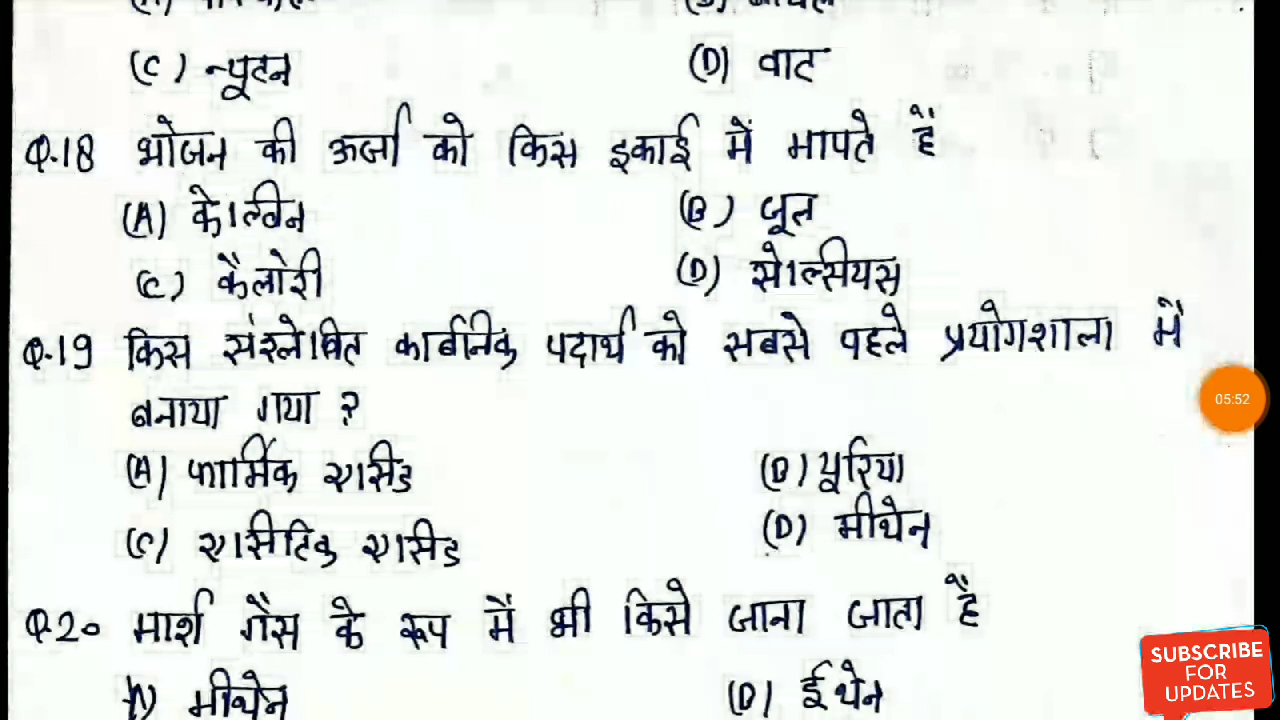 (C) न्यूटन (D) वाट
Q.18 भोजन की ऊर्जा को किस इकाई में मापते हैं
(A) केल्विन (B) जूल
(C) कैलोरी (D) सेल्सियस
Q.19 किस संश्लेषित कार्बनिक पदार्थ को सबसे पहले प्रयोगशाला में
बनाया गया ?
(A) फार्मिक एसिड (B) यूरिया
(C) एसिटिक एसिड (D) मीथेन
Q.20 मार्श गैस के रूप में भी किसे जाना जाता है
(A) मीथेन (D) ईथेन
05:52
SUBSCRIBE
FOR
UPDATES